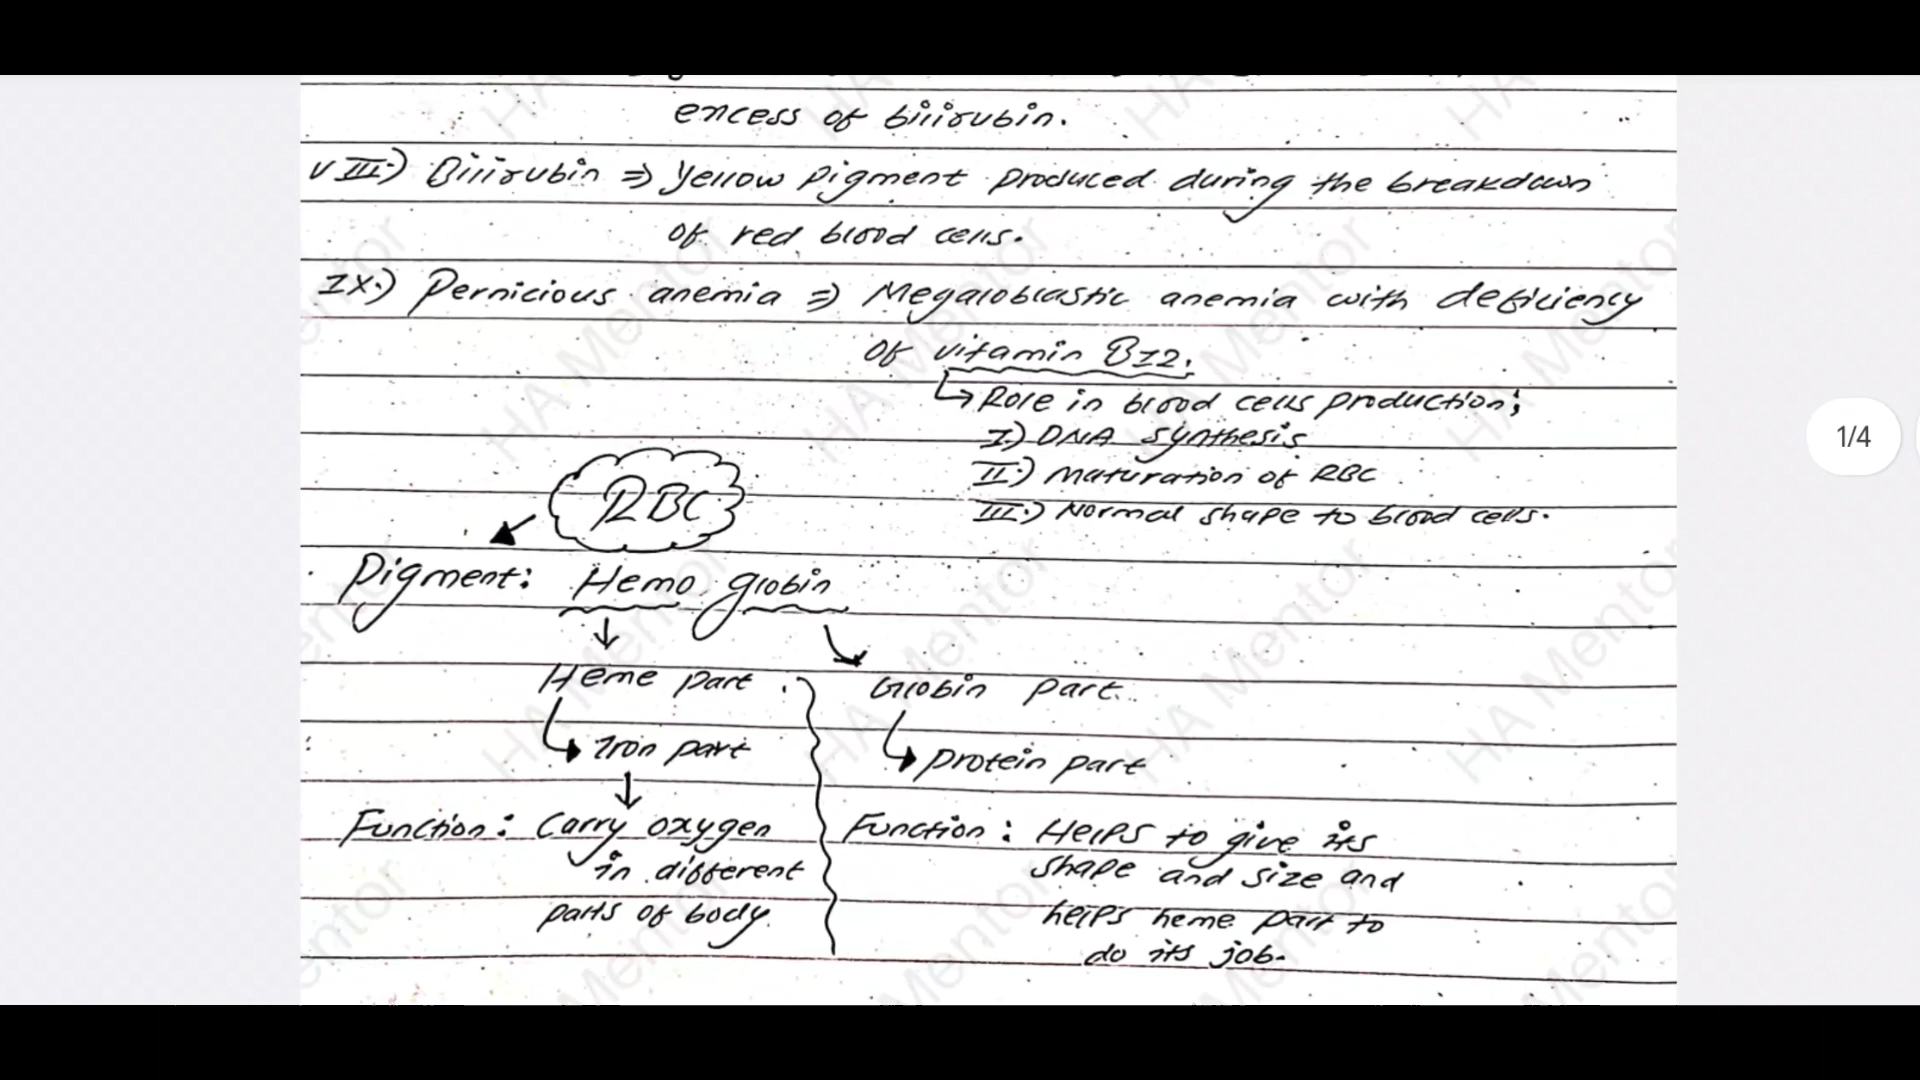 excess of bilirubin.
VIII.) Bilirubin ⇒ Yellow pigment produced during the breakdown
of red blood cells.
IX.) Pernicious anemia ⇒ Megaloblastic anemia with deficiency
of vitamin B12.
↳ Role in blood cells production;
I) DNA synthesis
II.) Maturation of RBC
III.) Normal shape to blood cells.
RBC
Pigment: Hemo globin
Heme part Globin part
Iron part Protein part
Function: Carry oxygen Function: Helps to give its
in different shape and size and
parts of body. helps heme part to
do its job.
1/4
HA Mentor